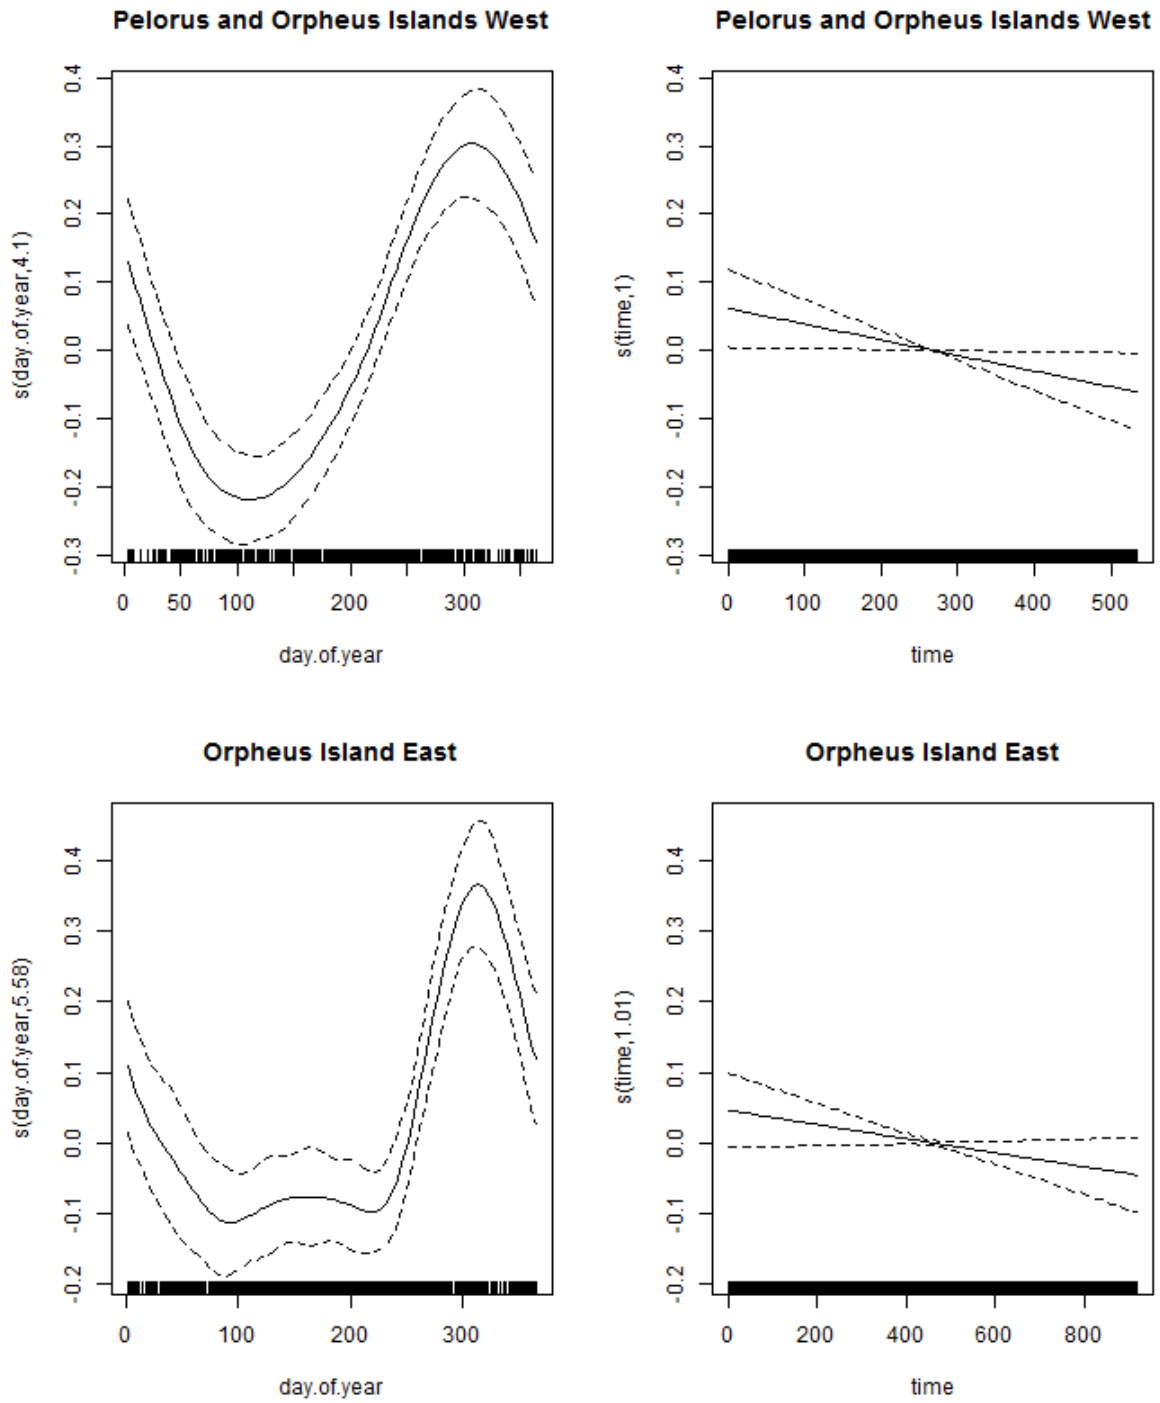 Pelorus and Orpheus Islands West
s(day.of.year,4.1)
0.4
0.3
0.2
0.1
0.0
-0.1
-0.2
-0.3
0 50 100 200 300
day.of.year
Pelorus and Orpheus Islands West
s(time,1)
0.4
0.3
0.2
0.1
0.0
-0.1
-0.2
-0.3
0 100 200 300 400 500
time
Orpheus Island East
s(day.of.year,5.58)
0.4
0.3
0.2
0.1
0.0
-0.1
-0.2
0 100 200 300
day.of.year
Orpheus Island East
s(time,1.01)
0.4
0.3
0.2
0.1
0.0
-0.1
-0.2
0 200 400 600 800
time